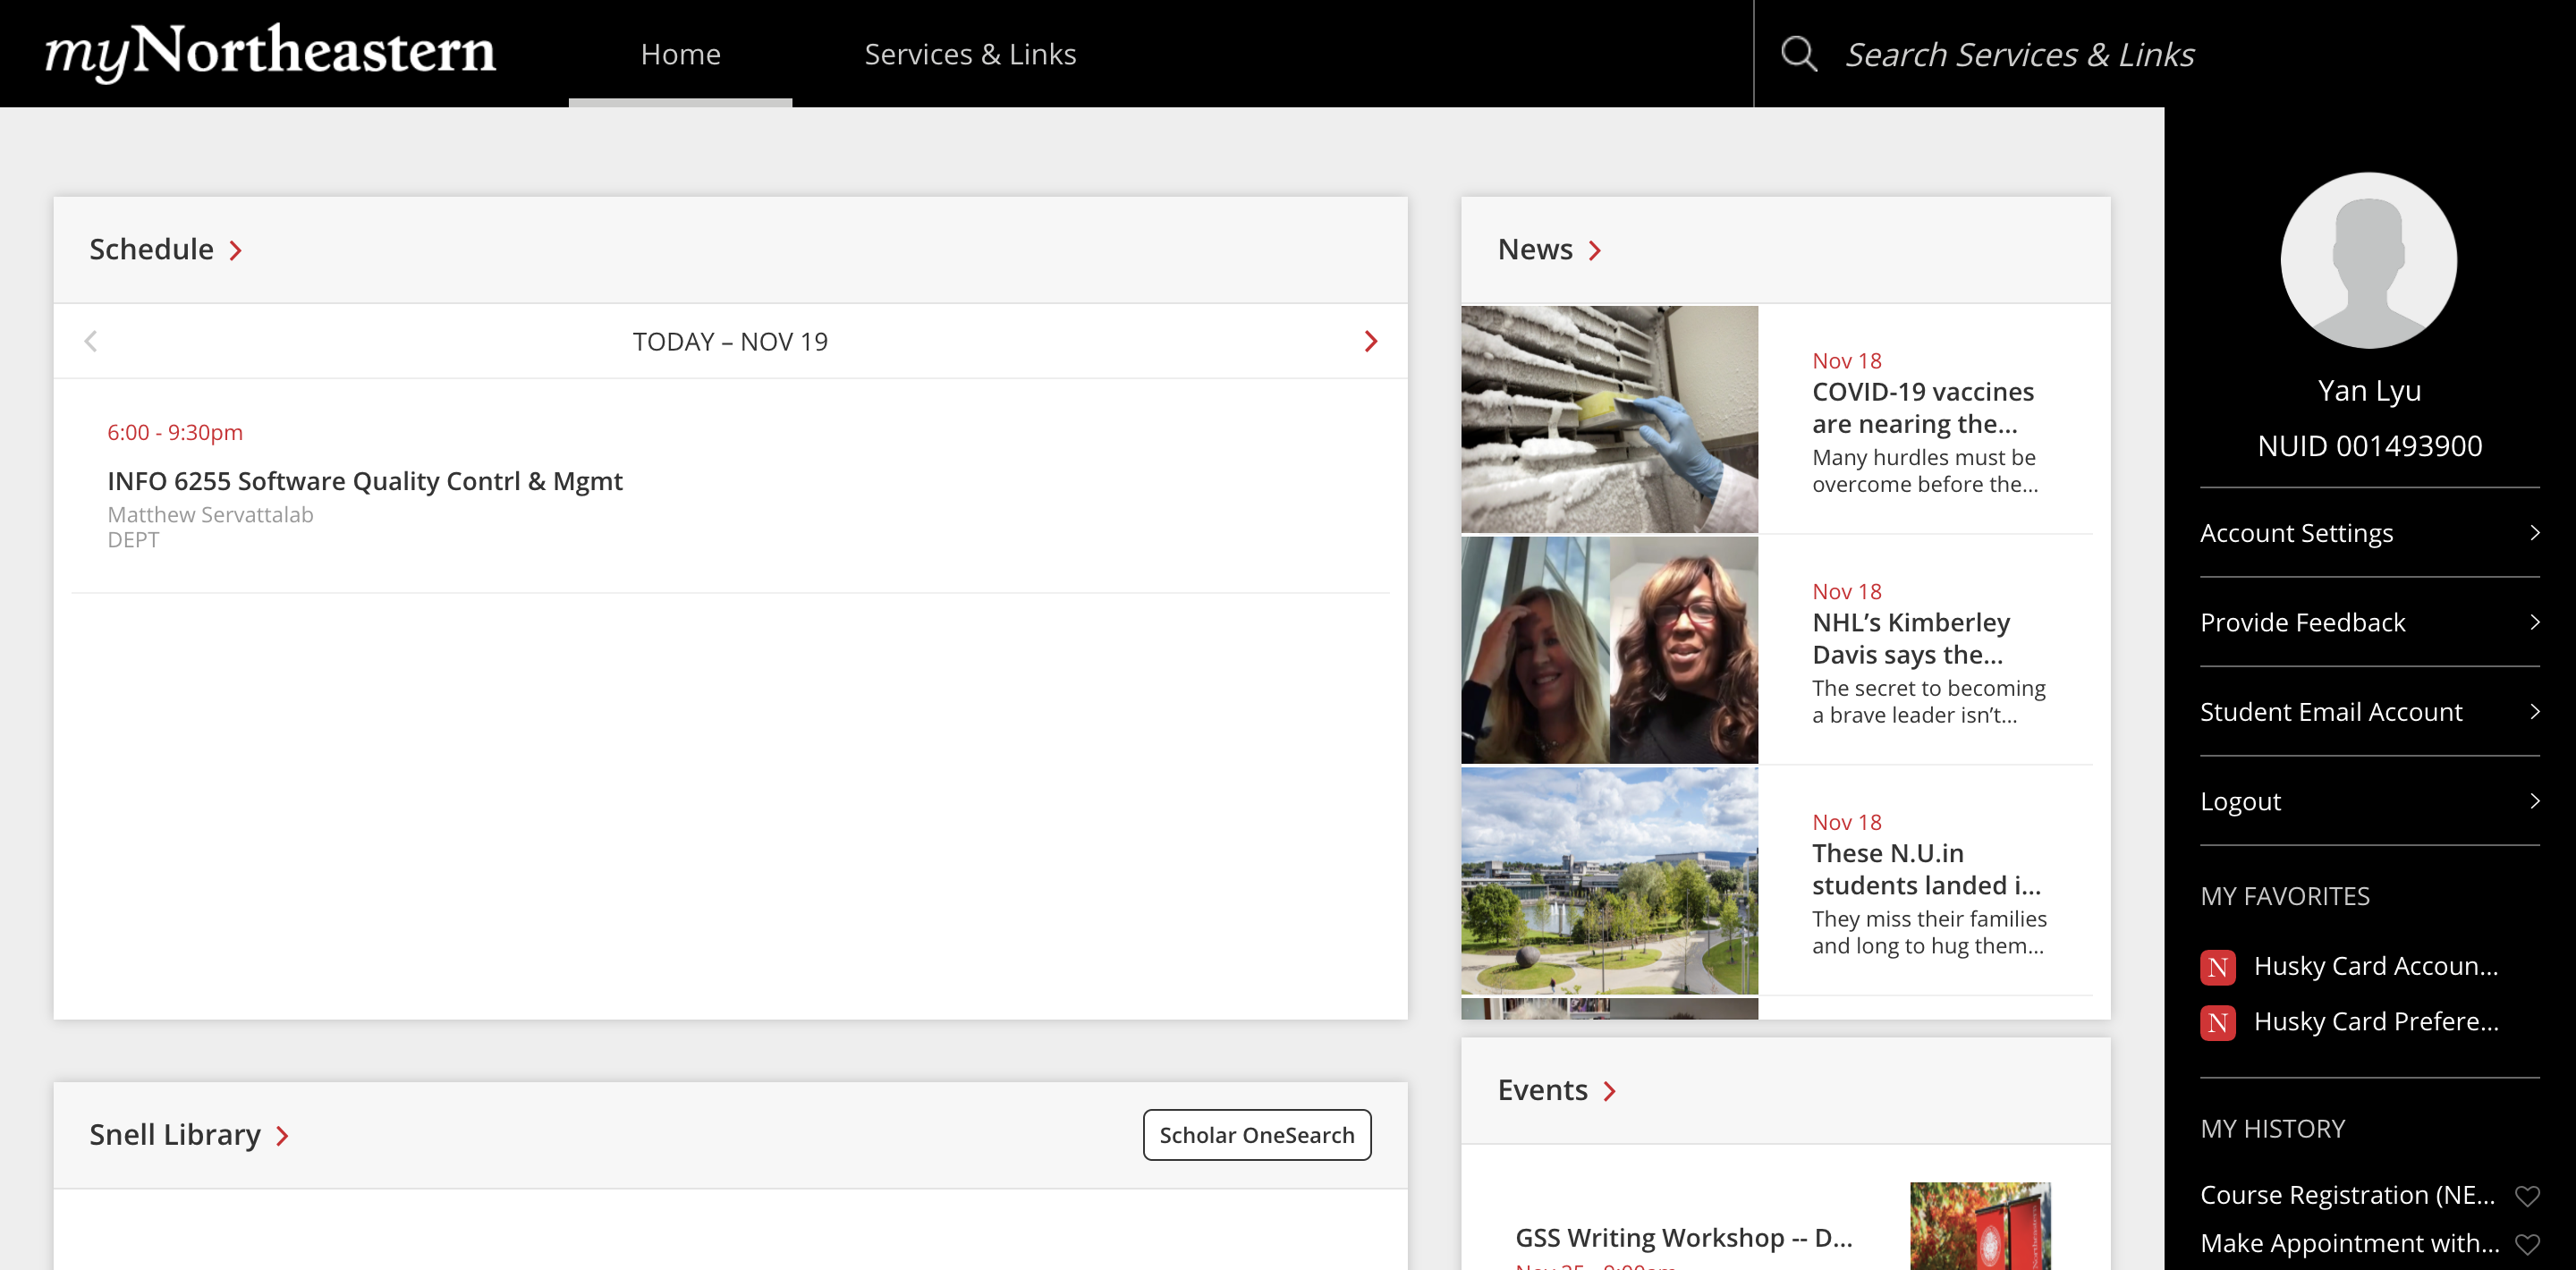 myNortheastern
Home
Services & Links
Search Services & Links
Schedule
TODAY – NOV 19
6:00 - 9:30pm
INFO 6255 Software Quality Contrl & Mgmt
Matthew Servattalab
DEPT
Snell Library
Scholar OneSearch
News
Nov 18
COVID-19 vaccines
are nearing the...
Many hurdles must be
overcome before the...
Nov 18
NHL’s Kimberley
Davis says the...
The secret to becoming
a brave leader isn’t...
Nov 18
These N.U.in
students landed i...
They miss their families
and long to hug them...
Events
GSS Writing Workshop -- D...
Yan Lyu
NUID 001493900
Account Settings
Provide Feedback
Student Email Account
Logout
MY FAVORITES
N Husky Card Accoun...
N Husky Card Prefere...
MY HISTORY
Course Registration (NE...
Make Appointment with...